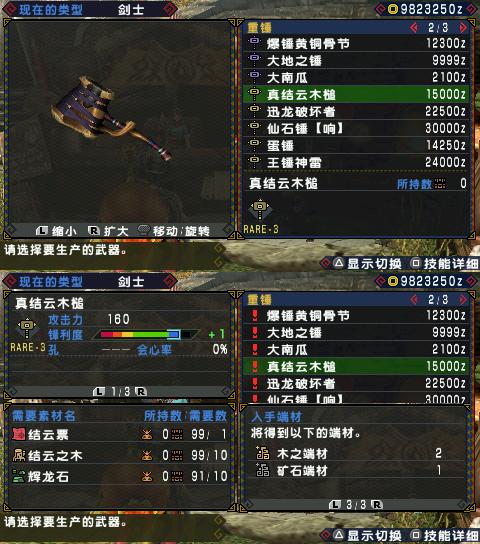 现在的类型 剑士
9823250z
重锤 2/3
爆锤黄铜骨节 12300z
大地之锤 9999z
大南瓜 2100z
真结云木槌 15000z
迅龙破坏者 22500z
仙石锤【响】 30000z
蛋锤 14250z
王锤神雷 24000z
真结云木槌 所持数 0
RARE-3
L 缩小 R 扩大 移动/旋转
请选择要生产的武器。
显示切换 技能详细
现在的类型 剑士
9823250z
真结云木槌
RARE-3
攻击力 160
锋利度 +1
孔 --- 会心率 0%
L 1/3 R
重锤 2/3
爆锤黄铜骨节 12300z
大地之锤 9999z
大南瓜 2100z
真结云木槌 15000z
迅龙破坏者 22500z
仙石锤【响】 30000z
需要素材名 所持数/需要数
结云票 0 99/ 1
结云之木 0 99/10
辉龙石 0 91/10
入手端材
将得到以下的端材。
木之端材 2
矿石端材 1
L 3/3 R
请选择要生产的武器。
显示切换 技能详细